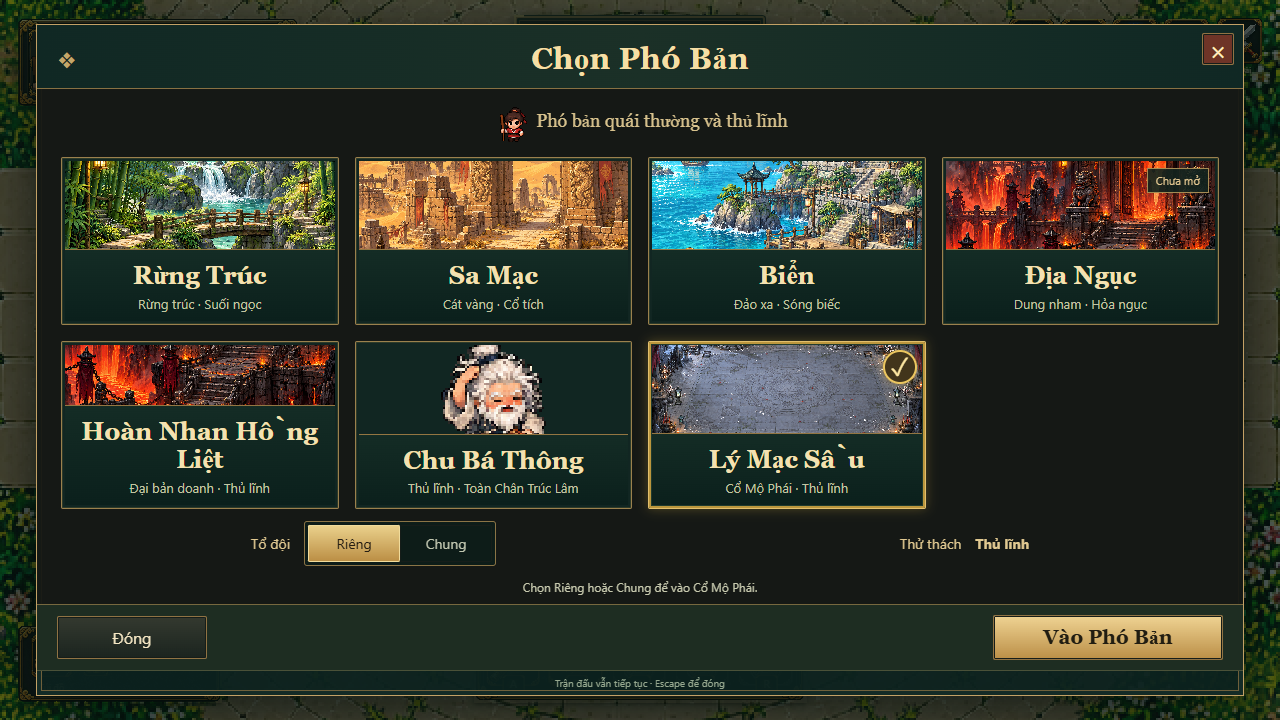 Chọn Phó Bản
Phó bản quái thường và thủ lĩnh
Rừng Trúc
Rừng trúc · Suối ngọc
Sa Mạc
Cát vàng · Cổ tích
Biển
Đảo xa · Sóng biếc
Chưa mở
Địa Ngục
Dung nham · Hỏa ngục
Hoàn Nhan Hồng
Liệt
Đại bản doanh · Thủ lĩnh
Chu Bá Thông
Thủ lĩnh · Toàn Chân Trúc Lâm
Lý Mạc Sầu
Cổ Mộ Phái · Thủ lĩnh
Tổ đội
Riêng
Chung
Thử thách Thủ lĩnh
Chọn Riêng hoặc Chung để vào Cổ Mộ Phái.
Đóng
Vào Phó Bản
Trận đấu vẫn tiếp tục · Escape để đóng